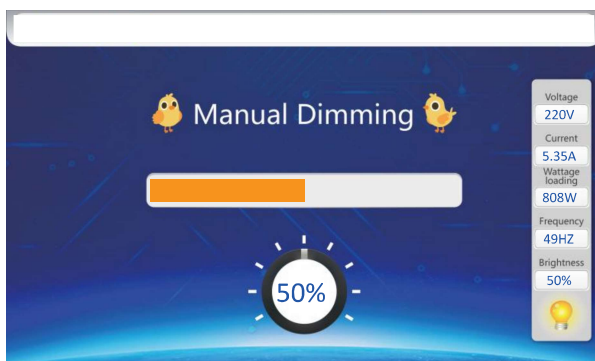 Manual Dimming
50%
Voltage
220V
Current
5.35A
Wattage
loading
808W
Frequency
49HZ
Brightness
50%